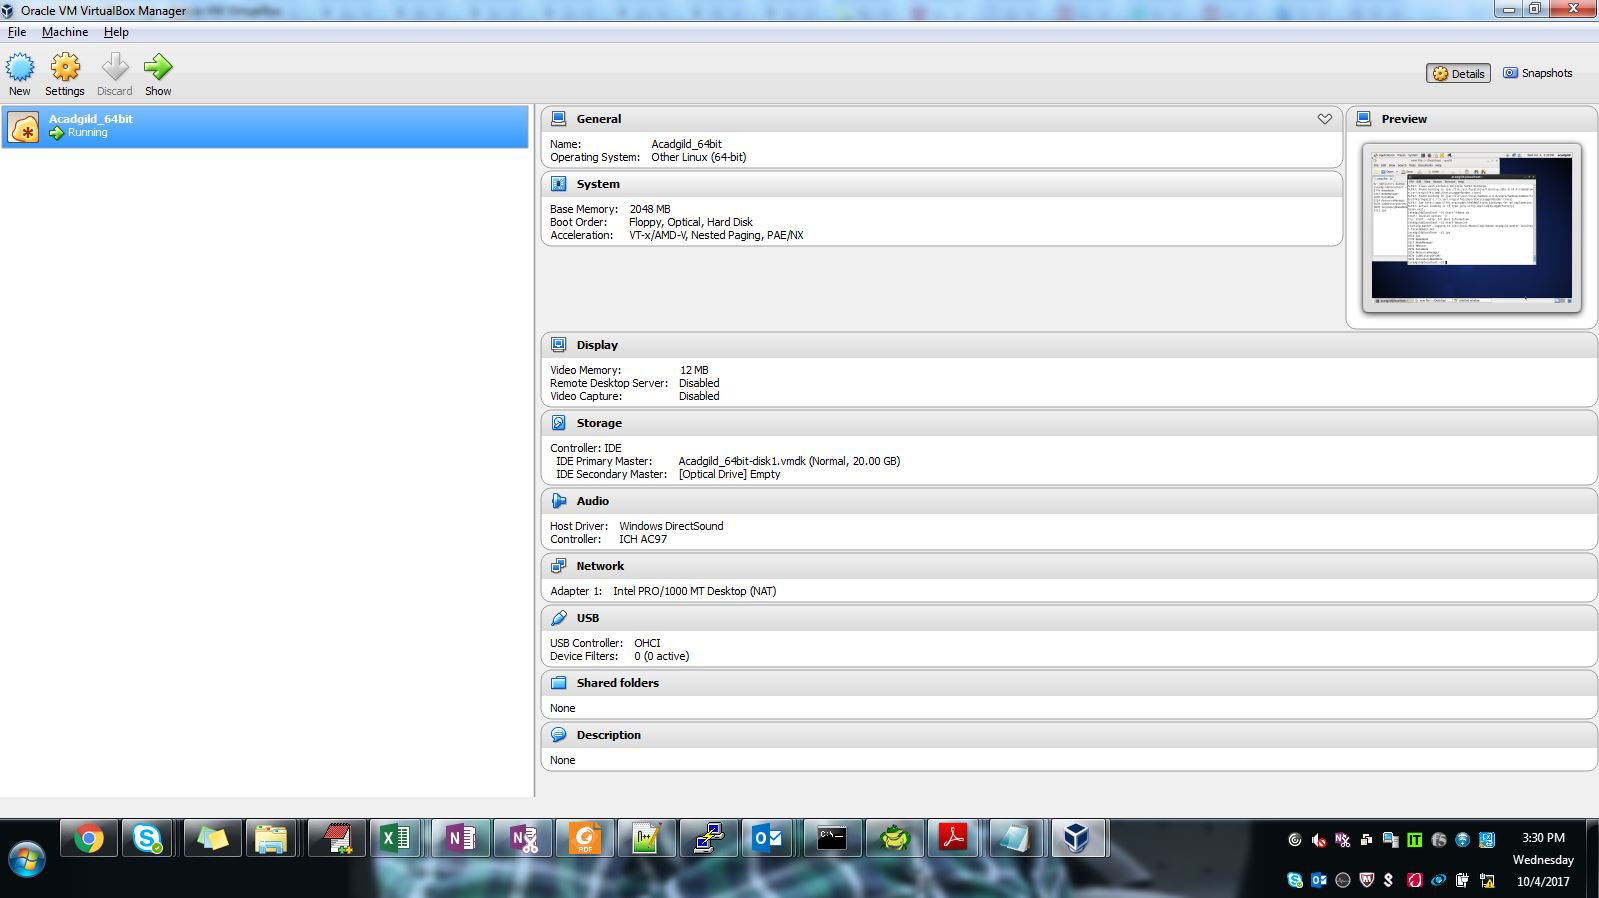 Oracle VM VirtualBox Manager
File Machine Help
New Settings Discard Show
Details Snapshots
Acadgild_64bit
Running
General
Name: Acadgild_64bit
Operating System: Other Linux (64-bit)
System
Base Memory: 2048 MB
Boot Order: Floppy, Optical, Hard Disk
Acceleration: VT-x/AMD-V, Nested Paging, PAE/NX
Preview
Display
Video Memory: 12 MB
Remote Desktop Server: Disabled
Video Capture: Disabled
Storage
Controller: IDE
IDE Primary Master: Acadgild_64bit-disk1.vmdk (Normal, 20.00 GB)
IDE Secondary Master: [Optical Drive] Empty
Audio
Host Driver: Windows DirectSound
Controller: ICH AC97
Network
Adapter 1: Intel PRO/1000 MT Desktop (NAT)
USB
USB Controller: OHCI
Device Filters: 0 (0 active)
Shared folders
None
Description
None
PDF
C:\_
3:30 PM
Wednesday
10/4/2017